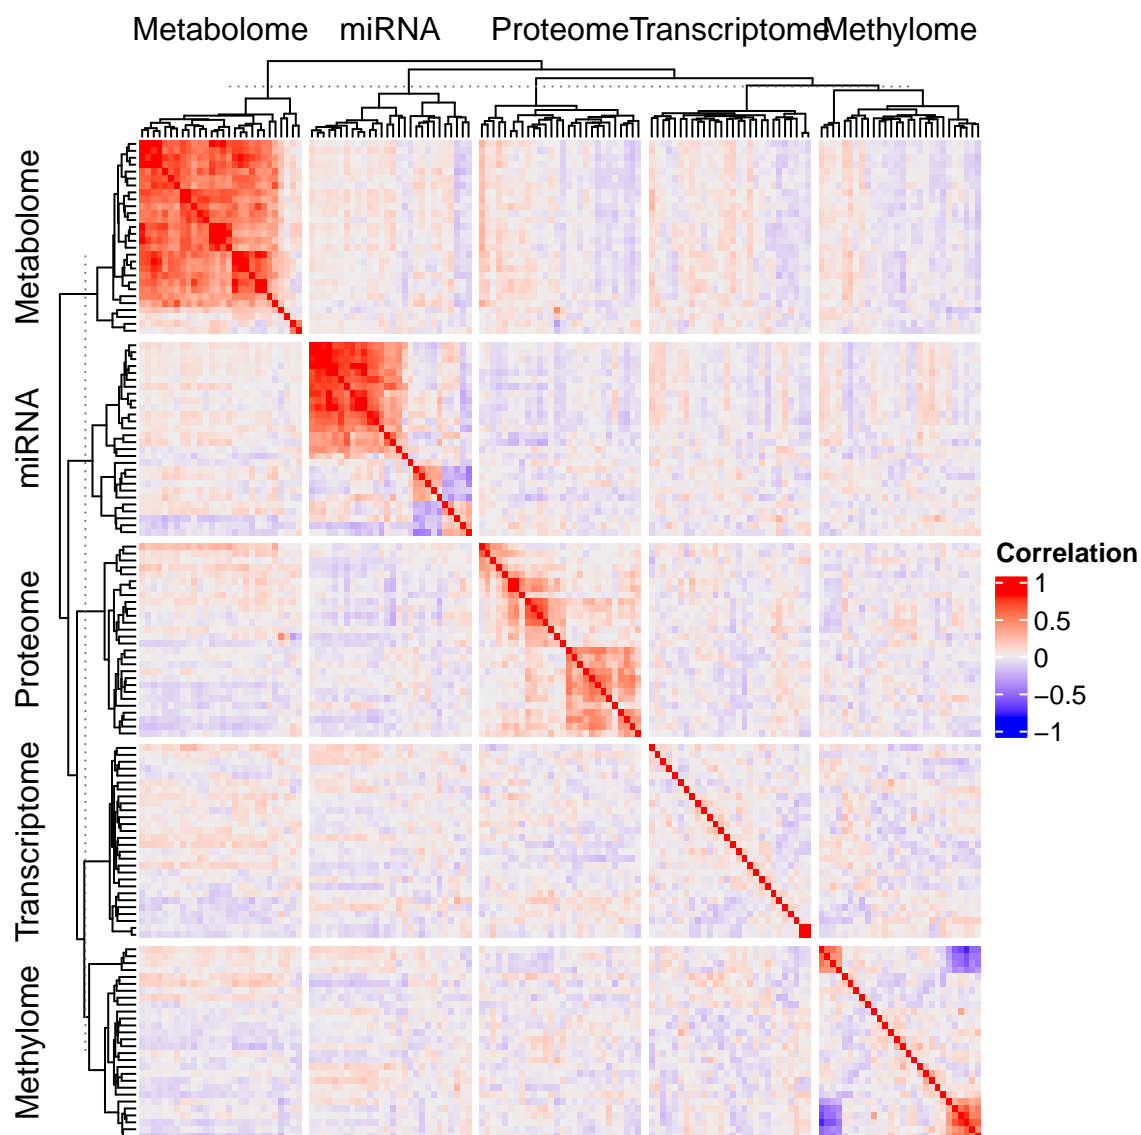 Metabolome miRNA Proteome Transcriptome Methylome
Metabolome
miRNA
Proteome
Transcriptome
Methylome
Correlation
1
0.5
0
−0.5
−1